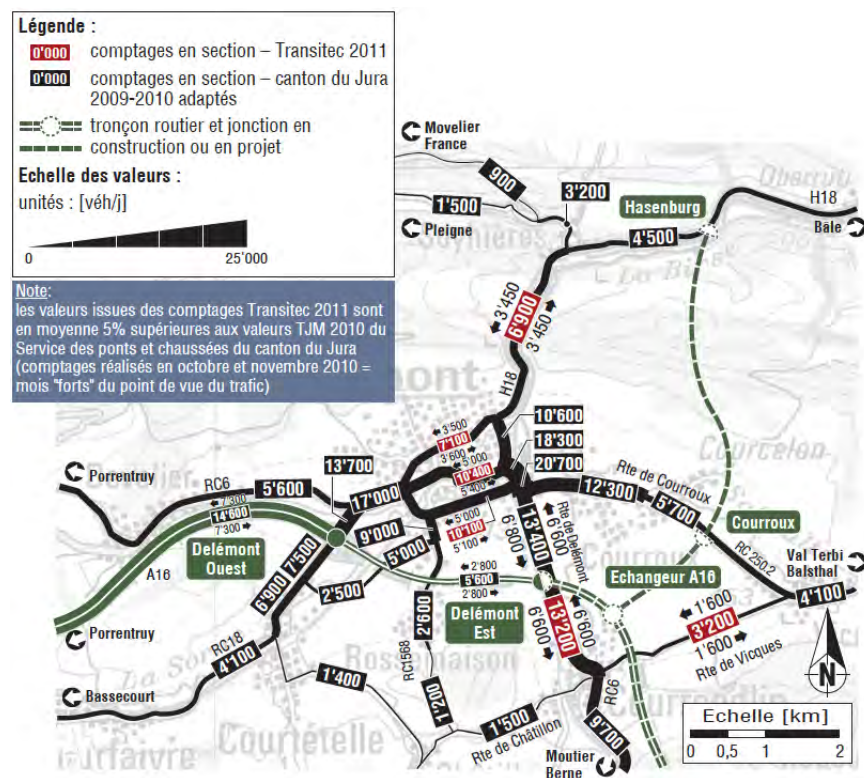 Légende :
0'000 comptages en section – Transitec 2011
0'000 comptages en section – canton du Jura
2009-2010 adaptés
tronçon routier et jonction en
construction ou en projet
Echelle des valeurs :
unités : [véh/j]
0 25'000
Note:
les valeurs issues des comptages Transitec 2011 sont
en moyenne 5% supérieures aux valeurs TJM 2010 du
Service des ponts et chaussées du canton du Jura
(comptages réalisés en octobre et novembre 2010 =
mois "forts" du point de vue du trafic)
Movelier
France
900
3'200
1'500
Pleigne
Hasenburg
H18
Bâle
4'500
3'450
6'900
3'450
H18
10'600
18'300
20'700
3'500
7'100
3'600
5'000
10'400
5'400
5'000
10'100
5'100
13'700
17'000
Porrentruy
RC6
5'600
7'300
14'600
7'300
Delémont
Ouest
A16
Porrentruy
9'000
5'000
7'500
6'900
2'500
2'800
5'600
2'800
Rte de Courroux
12'300
5'700
Courcelon
Courroux
RC 250.2
Val Terbi
Balsthal
4'100
Rte de Delémont
6'600
13'400
6'800
Echangeur A16
Delémont
Est
6'600
13'200
6'600
1'600
3'200
1'600
Rte de Vicques
RC18
4'100
Bassecourt
2'600
RC1568
1'400
1'200
1'500
Rte de Châtillon
RC6
9'700
Moutier
Berne
Courtételle
N
Echelle [km]
0 0,5 1 2